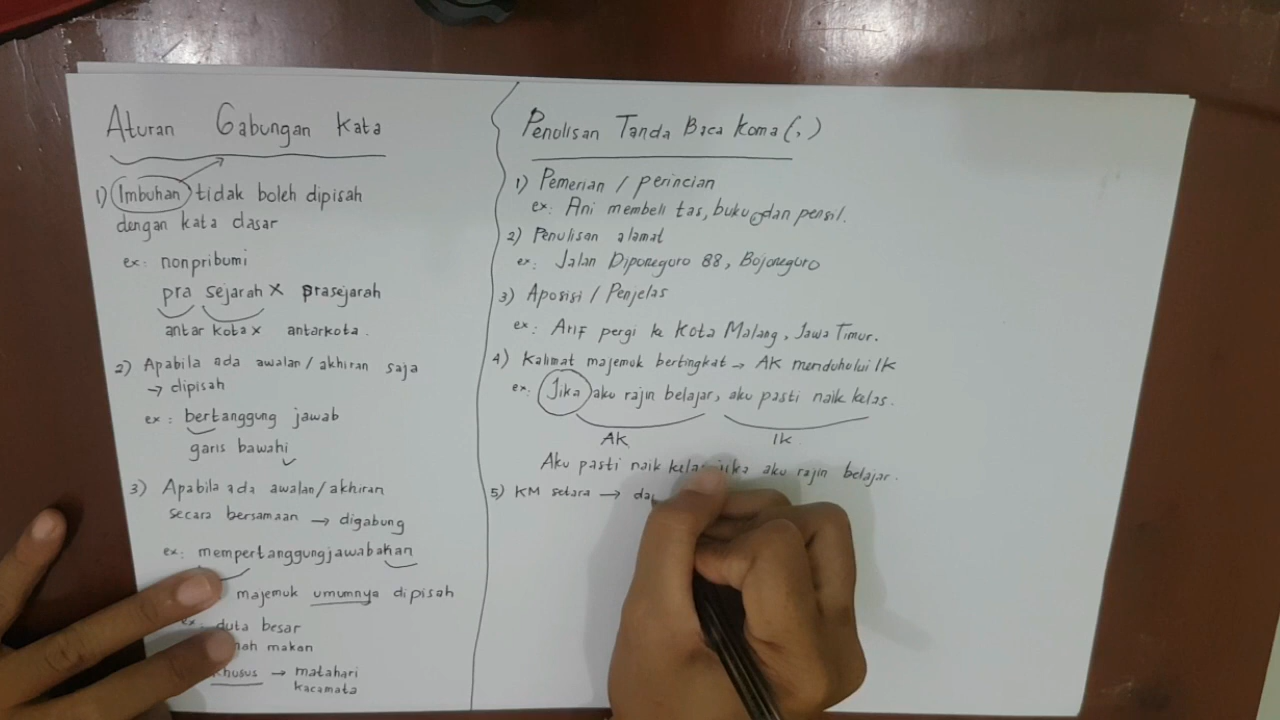 Aturan Gabungan Kata
1) Imbuhan tidak boleh dipisah
dengan kata dasar
ex: nonpribumi
pra sejarah x prasejarah
antar kota x antarkota.
2) Apabila ada awalan/akhiran saja
→ dipisah
ex: bertanggung jawab
garis bawahi
3) Apabila ada awalan/akhiran
secara bersamaan → digabung
ex: mempertanggungjawabakan
majemuk umumnya dipisah
ex: duta besar
makan
khusus → matahari
kacamata
Penulisan Tanda Baca Koma (,)
1) Pemerian / perincian
ex: Ani membeli tas, buku, dan pensil.
2) Penulisan alamat
ex: Jalan Diponeguro 88, Bojoneguro
3) Aposisi / Penjelas
ex: Arif pergi ke Kota Malang, Jawa Timur.
4) Kalimat majemuk bertingkat → AK menduhului IK
ex: Jika aku rajin belajar, aku pasti naik kelas.
AK IK
Aku pasti naik kelas jika aku rajin belajar.
5) KM setara →